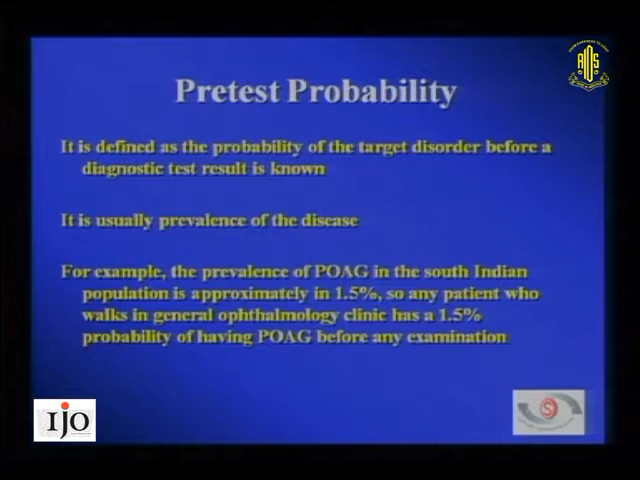 AIOS
Pretest Probability
It is defined as the probability of the target disorder before a
diagnostic test result is known
It is usually prevalence of the disease
For example, the prevalence of POAG in the south Indian
population is approximately in 1.5%, so any patient who
walks in general ophthalmology clinic has a 1.5%
probability of having POAG before any examination
IJO
S